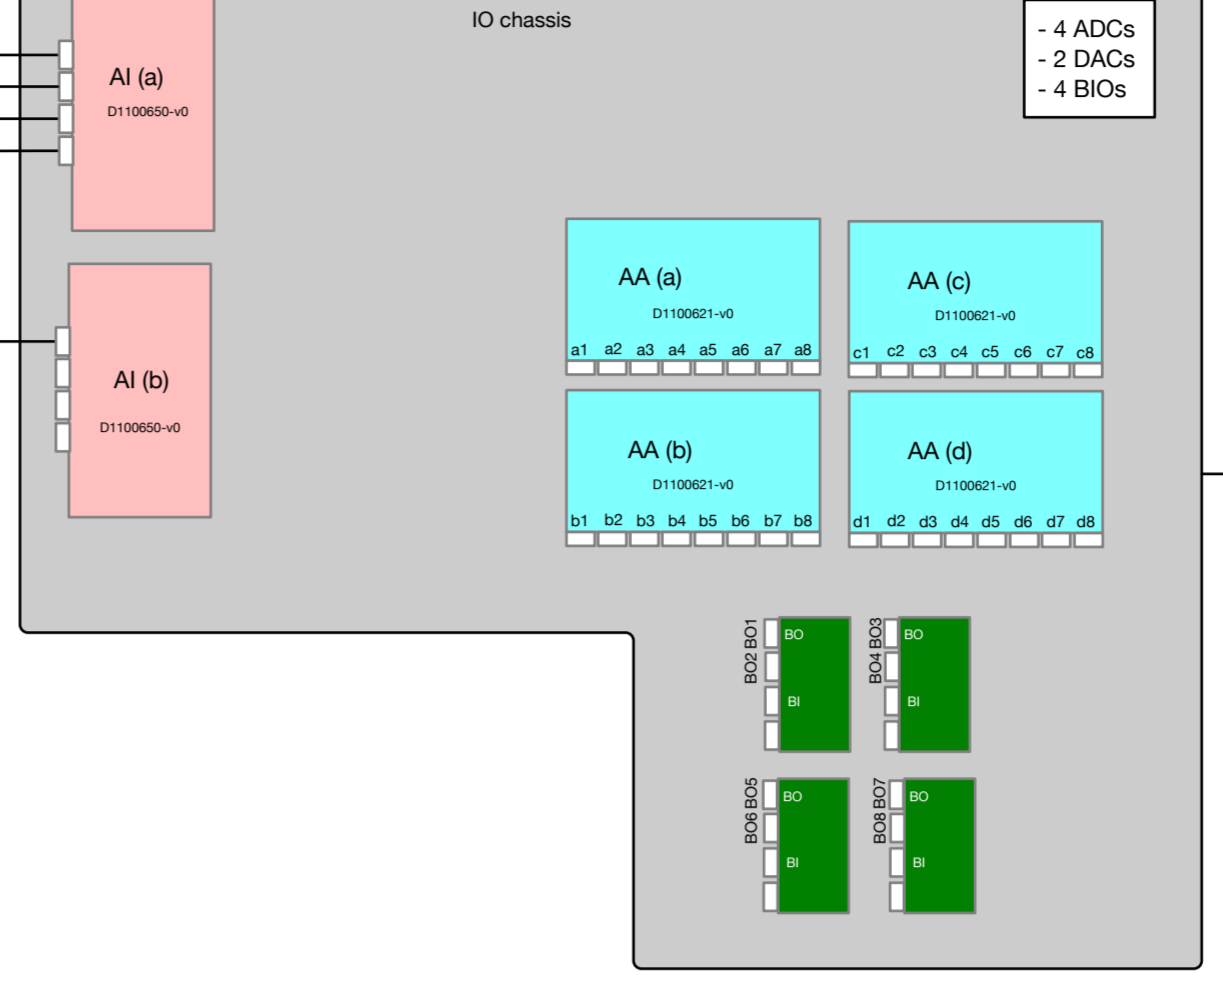 IO chassis
- 4 ADCs
- 2 DACs
- 4 BIOs
AI (a)
D1100650-v0
AI (b)
D1100650-v0
AA (a)
D1100621-v0
a1 a2 a3 a4 a5 a6 a7 a8
AA (c)
D1100621-v0
c1 c2 c3 c4 c5 c6 c7 c8
AA (b)
D1100621-v0
b1 b2 b3 b4 b5 b6 b7 b8
AA (d)
D1100621-v0
d1 d2 d3 d4 d5 d6 d7 d8
BO2 BO1
BO
BI
BO4 BO3
BO
BI
BO6 BO5
BO
BI
BO8 BO7
BO
BI